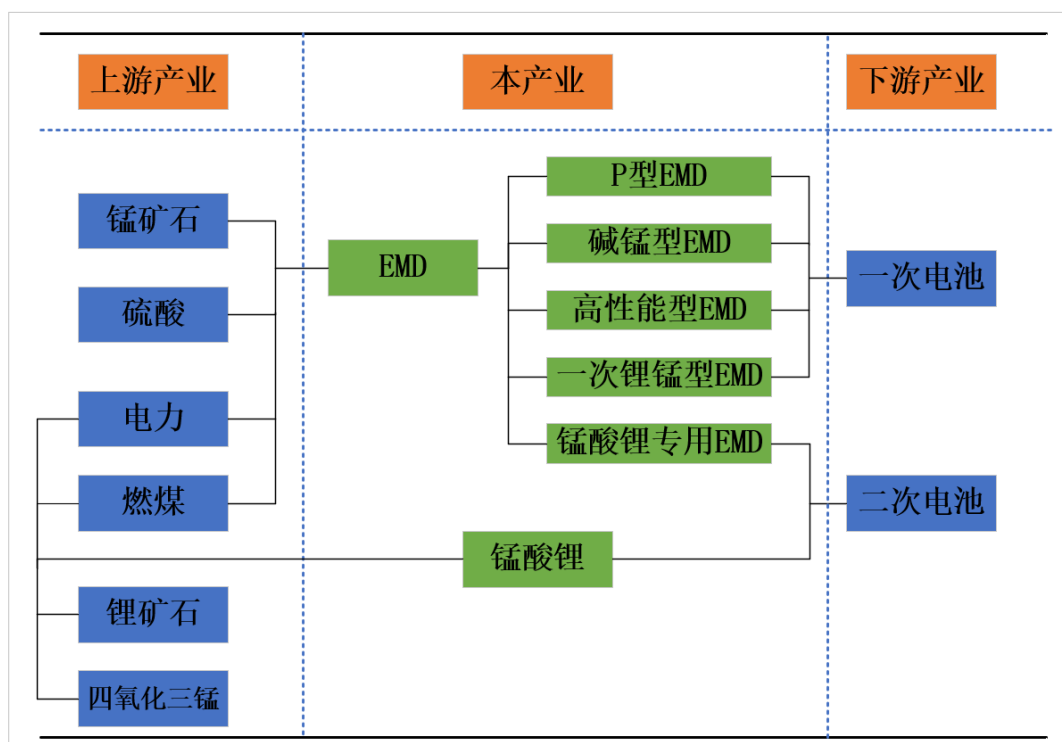 上游产业
本产业
下游产业
锰矿石
硫酸
电力
燃煤
锂矿石
四氧化三锰
EMD
P型EMD
碱锰型EMD
高性能型EMD
一次锂锰型EMD
锰酸锂专用EMD
锰酸锂
一次电池
二次电池